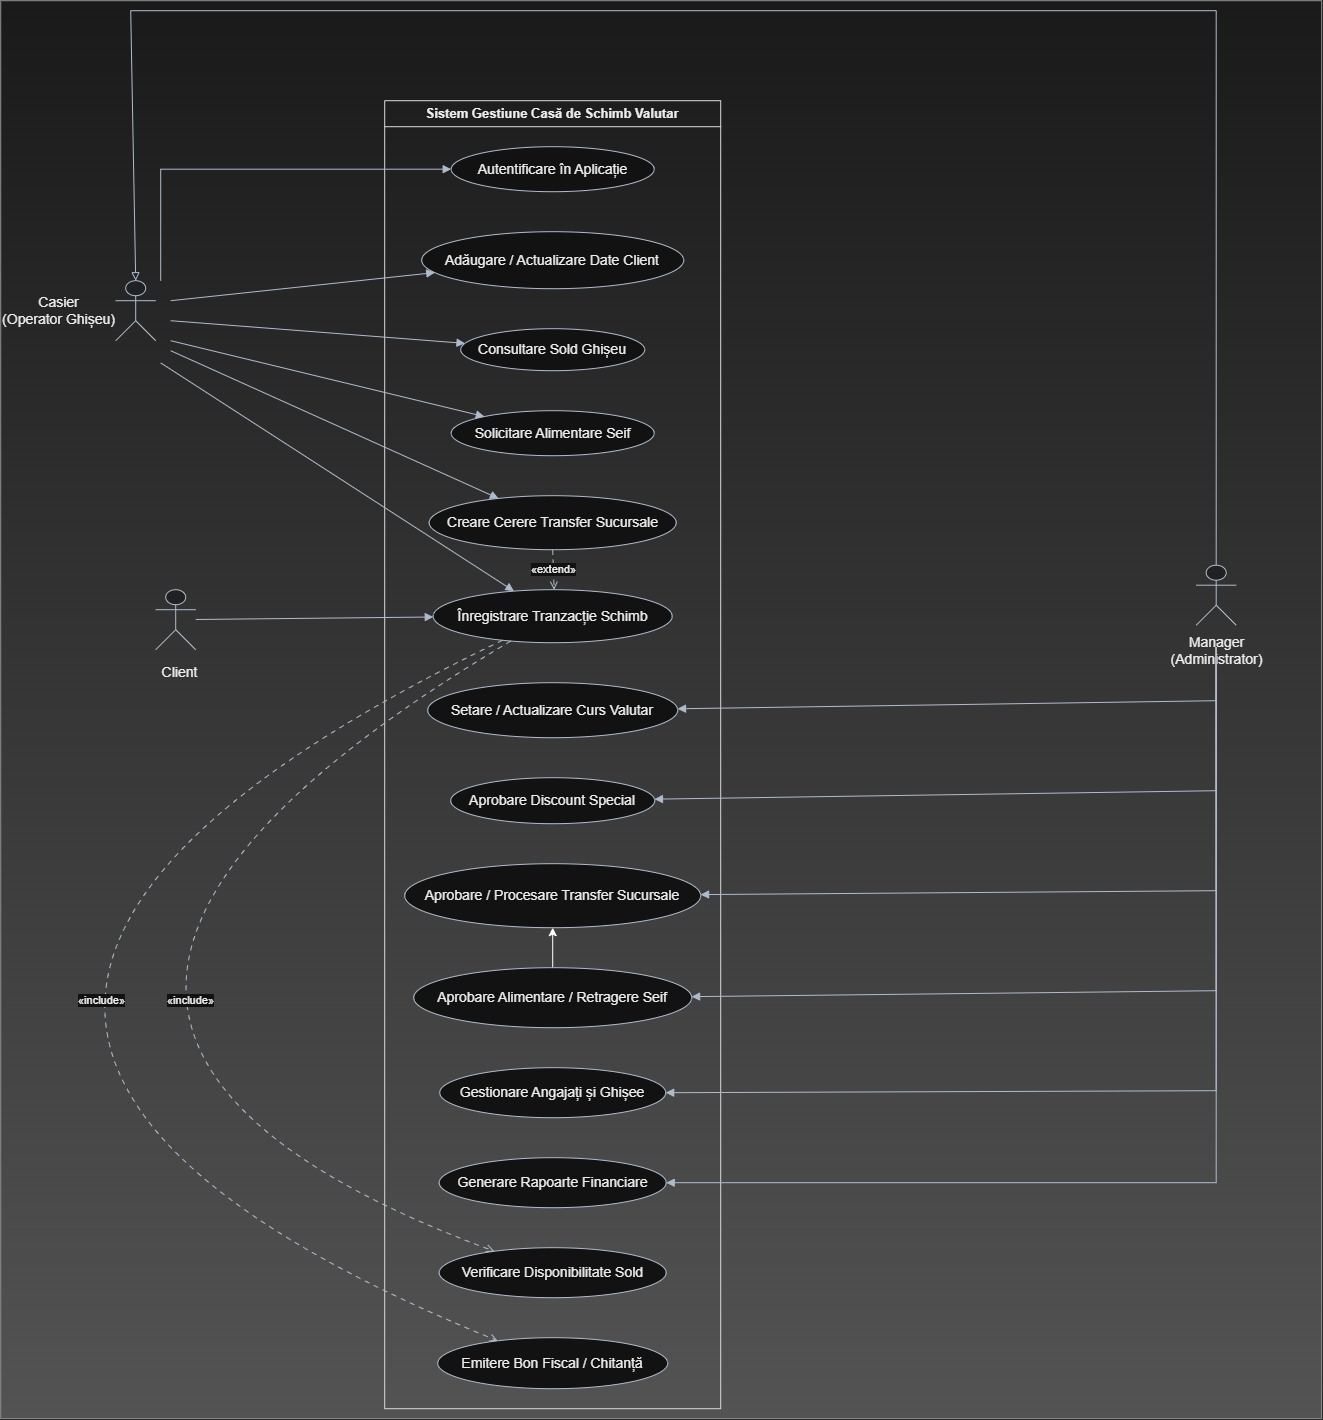 Sistem Gestiune Casă de Schimb Valutar
Autentificare în Aplicație
Adăugare / Actualizare Date Client
Casier
(Operator Ghișeu)
Consultare Sold Ghișeu
Solicitare Alimentare Seif
Creare Cerere Transfer Sucursale
«extend»
Înregistrare Tranzacție Schimb
Client
Manager
(Administrator)
Setare / Actualizare Curs Valutar
Aprobare Discount Special
Aprobare / Procesare Transfer Sucursale
Aprobare Alimentare / Retragere Seif
«include»
«include»
Gestionare Angajați și Ghișee
Generare Rapoarte Financiare
Verificare Disponibilitate Sold
Emitere Bon Fiscal / Chitanță